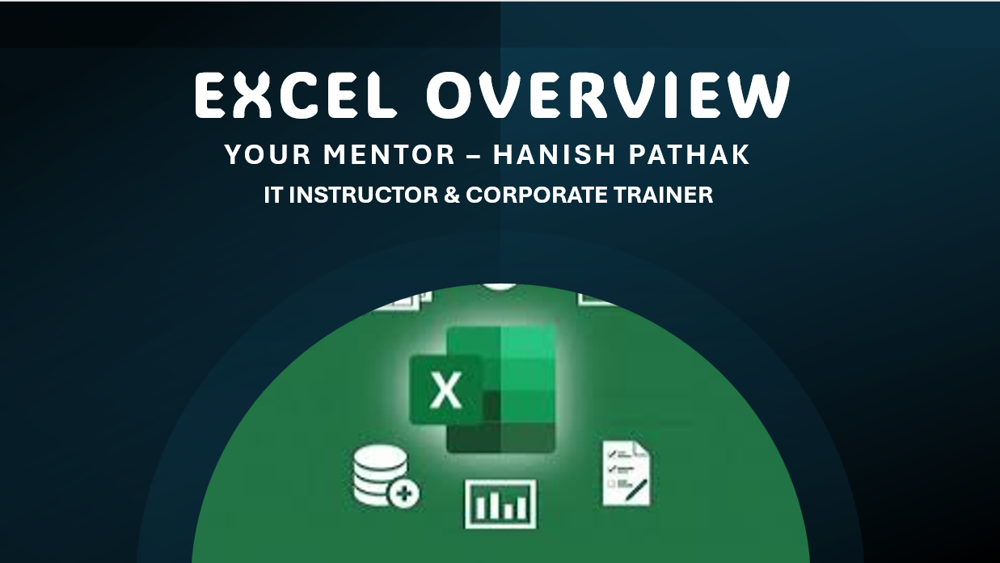 EXCEL OVERVIEW
YOUR MENTOR – HANISH PATHAK
IT INSTRUCTOR & CORPORATE TRAINER
X